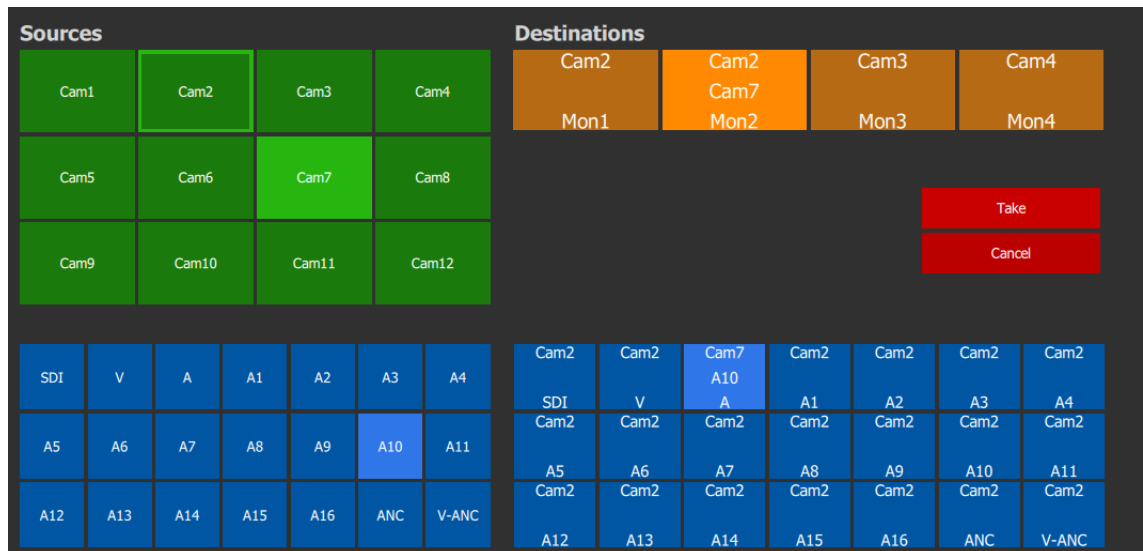 Sources
Cam1 Cam2 Cam3 Cam4
Cam5 Cam6 Cam7 Cam8
Cam9 Cam10 Cam11 Cam12
SDI V A A1 A2 A3 A4
A5 A6 A7 A8 A9 A10 A11
A12 A13 A14 A15 A16 ANC V-ANC
Destinations
Cam2 Cam2 Cam3 Cam4
Cam7
Mon1 Mon2 Mon3 Mon4
Take
Cancel
Cam2 Cam2 Cam7 Cam2 Cam2 Cam2 Cam2
A10
SDI V A A1 A2 A3 A4
Cam2 Cam2 Cam2 Cam2 Cam2 Cam2 Cam2
A5 A6 A7 A8 A9 A10 A11
Cam2 Cam2 Cam2 Cam2 Cam2 Cam2 Cam2
A12 A13 A14 A15 A16 ANC V-ANC